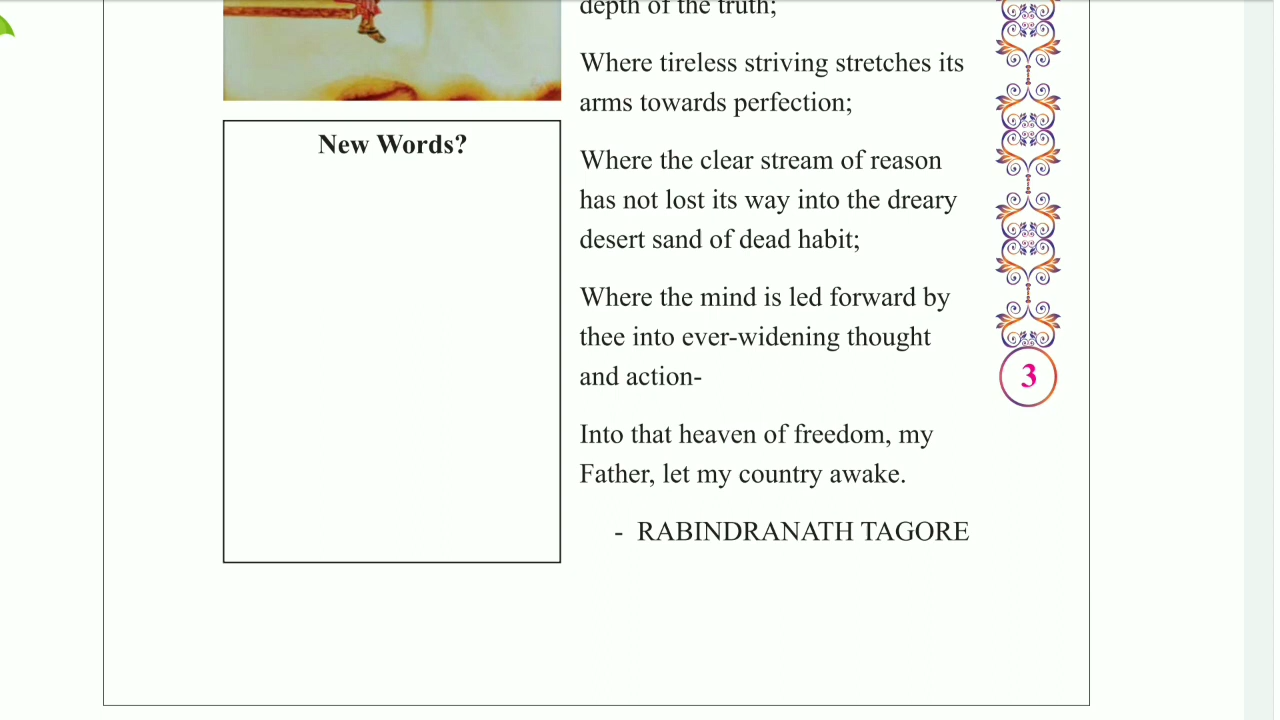 depth of the truth;
Where tireless striving stretches its
arms towards perfection;
New Words?
Where the clear stream of reason
has not lost its way into the dreary
desert sand of dead habit;
Where the mind is led forward by
thee into ever-widening thought
and action-
3
Into that heaven of freedom, my
Father, let my country awake.
- RABINDRANATH TAGORE